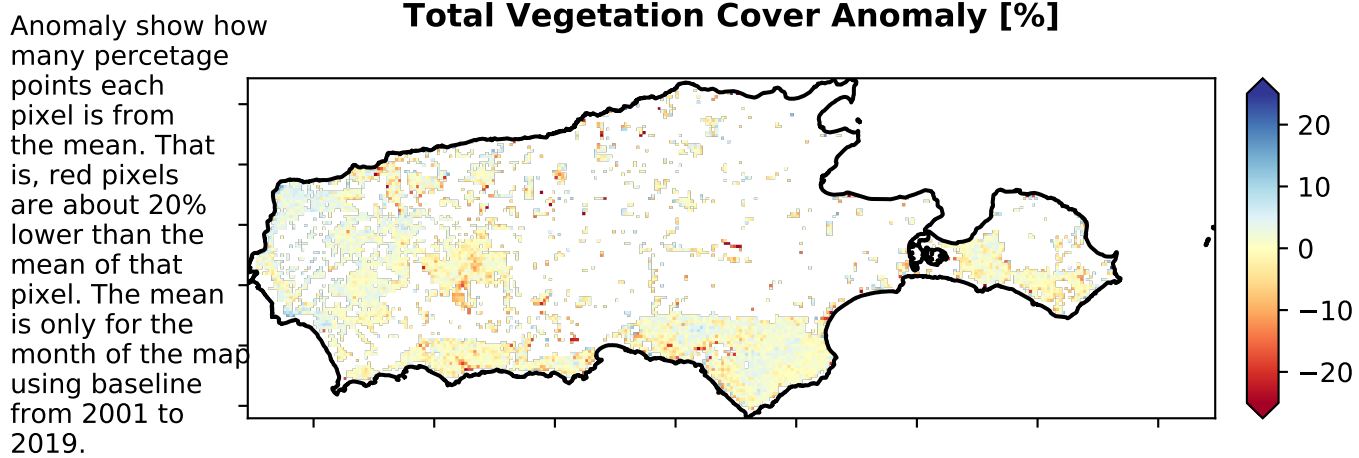 Total Vegetation Cover Anomaly [%]
Anomaly show how
many percetage
points each
pixel is from
the mean. That
is, red pixels
are about 20%
lower than the
mean of that
pixel. The mean
is only for the
month of the map
using baseline
from 2001 to
2019.
20
10
0
−10
−20